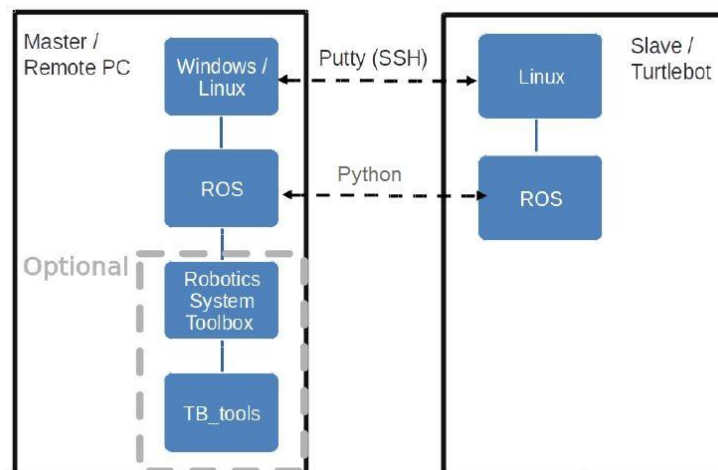 Master /
Remote PC
Windows /
Linux
Putty (SSH)
Linux
Slave /
Turtlebot
ROS
Python
ROS
Optional
Robotics
System
Toolbox
TB_tools